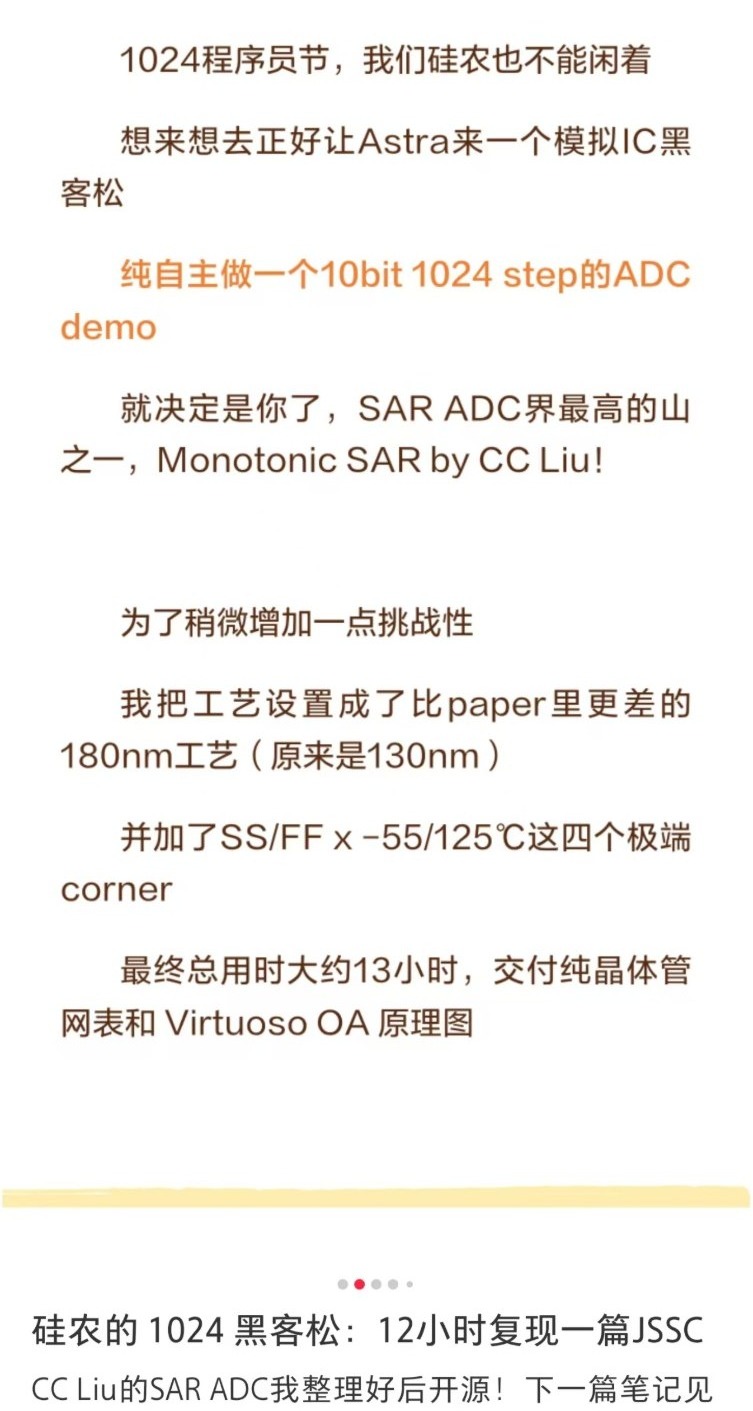 1024程序员节，我们硅农也不能闲着
想来想去正好让Astra来一个模拟IC黑
客松
纯自主做一个10bit 1024 step的ADC
demo
就决定是你了，SAR ADC界最高的山
之一，Monotonic SAR by CC Liu！
为了稍微增加一点挑战性
我把工艺设置成了比paper里更差的
180nm工艺（原来是130nm）
并加了SS/FF x -55/125℃这四个极端
corner
最终总用时大约13小时，交付纯晶体管
网表和 Virtuoso OA 原理图
硅农的 1024 黑客松：12小时复现一篇JSSC
CC Liu的SAR ADC我整理好后开源！下一篇笔记见